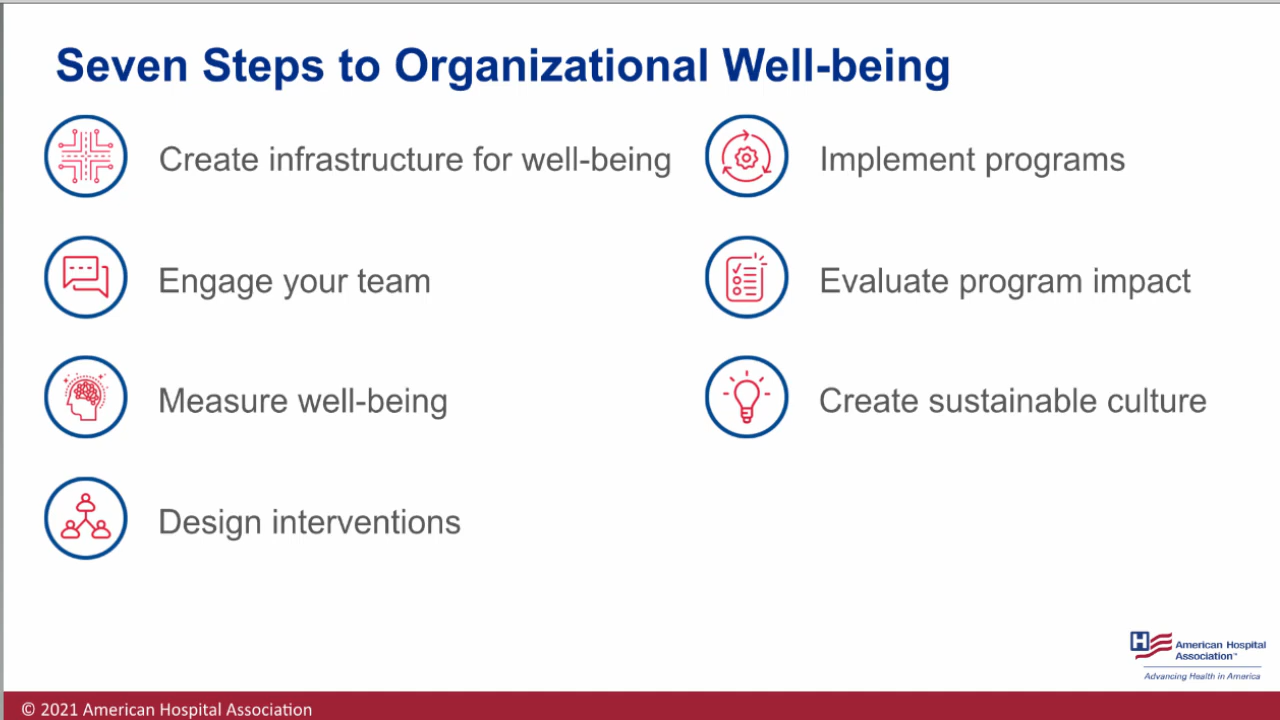 Seven Steps to Organizational Well-being
Create infrastructure for well-being
Engage your team
Measure well-being
Design interventions
Implement programs
Evaluate program impact
Create sustainable culture
H
American Hospital
Association™
Advancing Health in America
© 2021 American Hospital Association